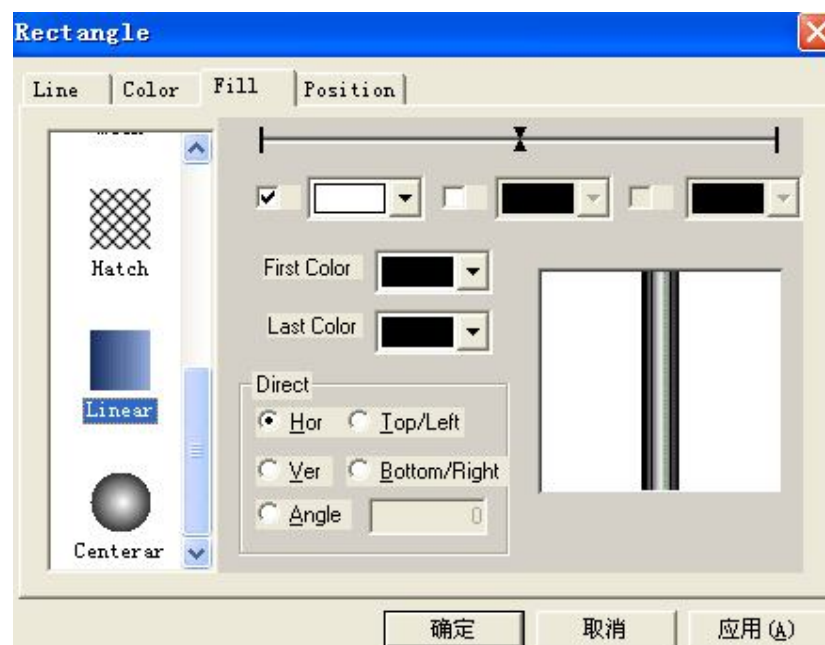 Rectangle
Line Color Fill Position
Hatch
First Color
Linear
Last Color
Direct
Hor Top/Left
Ver Bottom/Right
Angle 0
Centerar
确定 取消 应用(A)